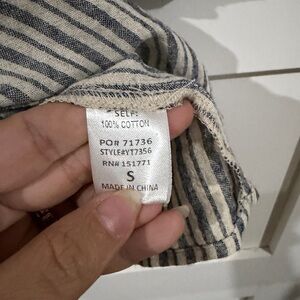 SELF:
100% COTTON
PO# 71736
STYLE#YT7356
RN# 151771
S
MADE IN CHINA